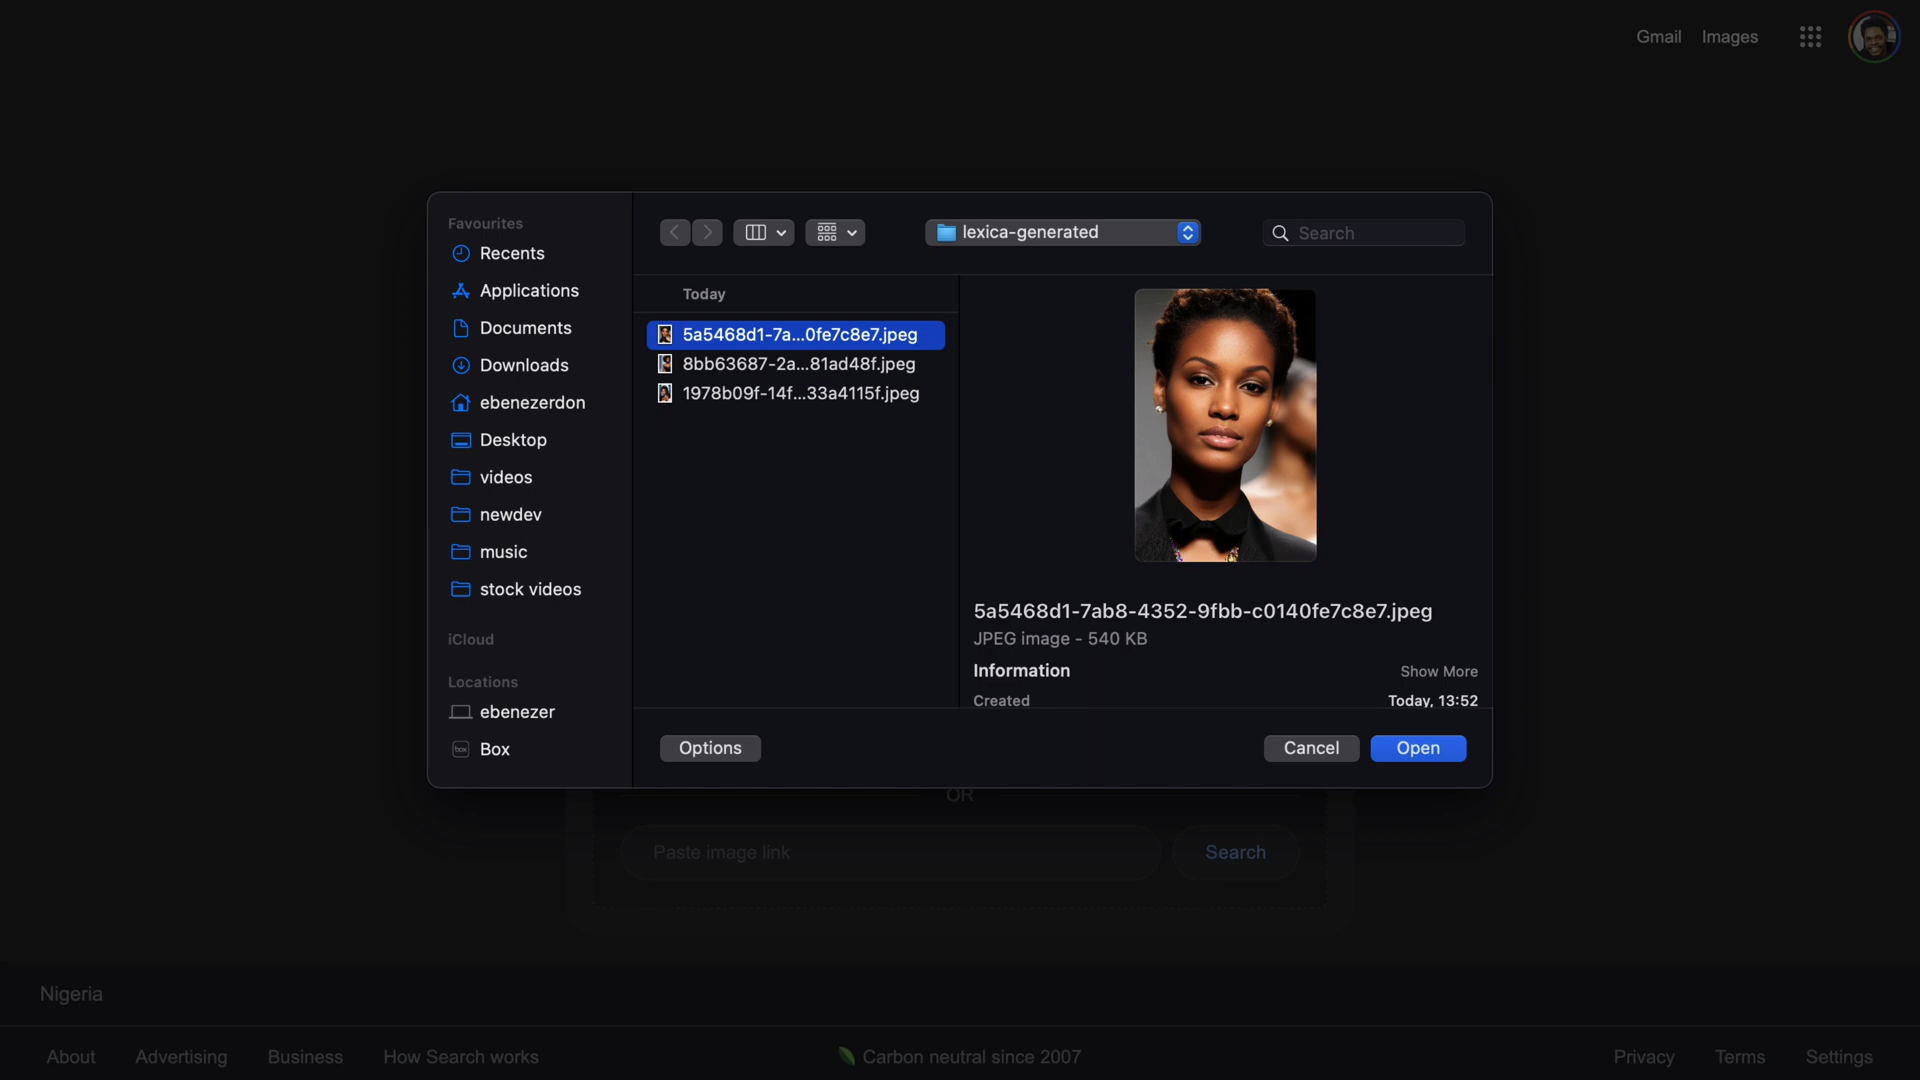 Gmail Images
Favourites
Recents
Applications
Documents
Downloads
ebenezerdon
Desktop
videos
newdev
music
stock videos
iCloud
Locations
ebenezer
Box
lexica-generated
Search
Today
5a5468d1-7a...0fe7c8e7.jpeg
8bb63687-2a...81ad48f.jpeg
1978b09f-14f...33a4115f.jpeg
5a5468d1-7ab8-4352-9fbb-c0140fe7c8e7.jpeg
JPEG image - 540 KB
Information Show More
Created Today, 13:52
Options Cancel Open
OR
Paste image link Search
Nigeria
About Advertising Business How Search works Carbon neutral since 2007 Privacy Terms Settings